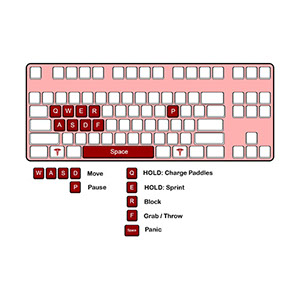 Q W E R P
A S D F
Space
W A S D Move
P Pause
Q HOLD: Charge Paddles
E HOLD: Sprint
R Block
F Grab / Throw
Space Panic